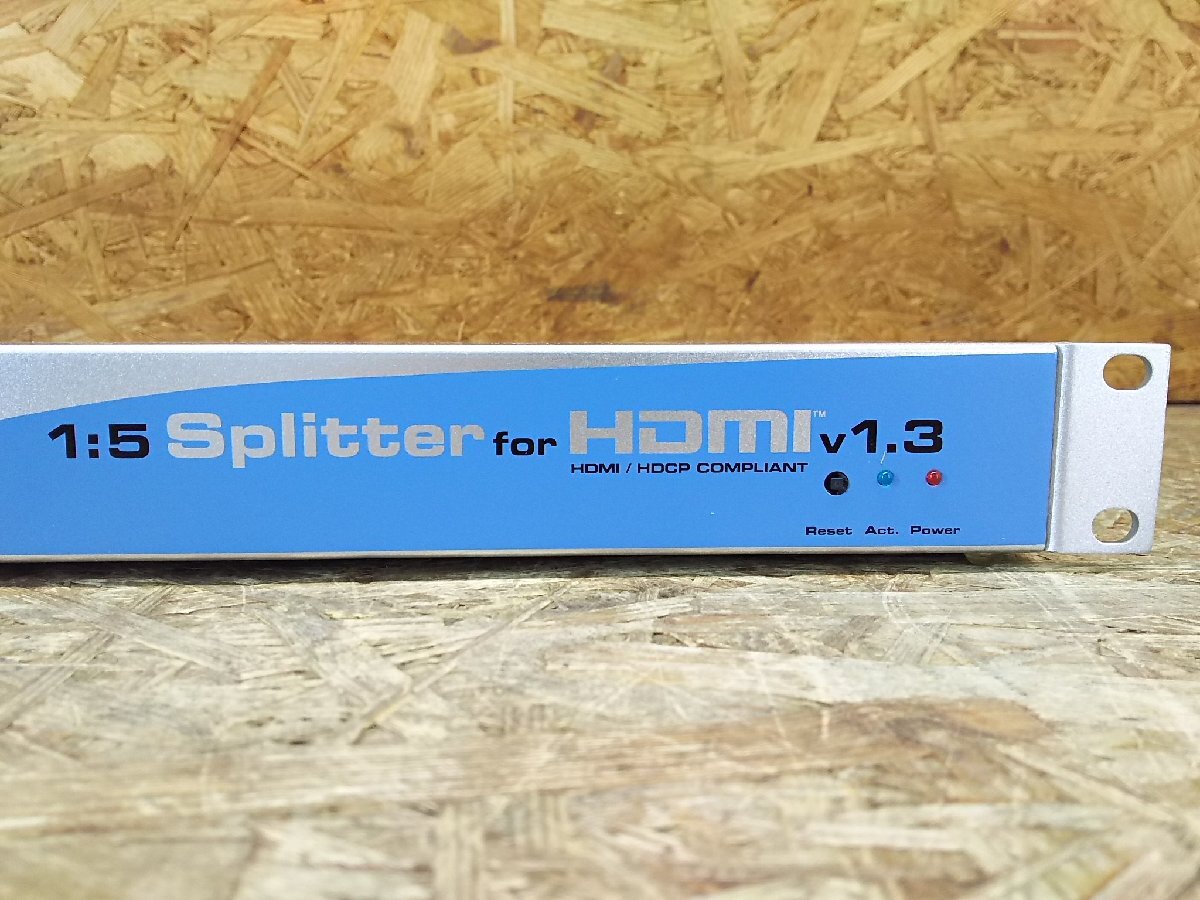 1:5 Splitter for HDMI™ v1.3
HDMI / HDCP COMPLIANT
Reset Act. Power